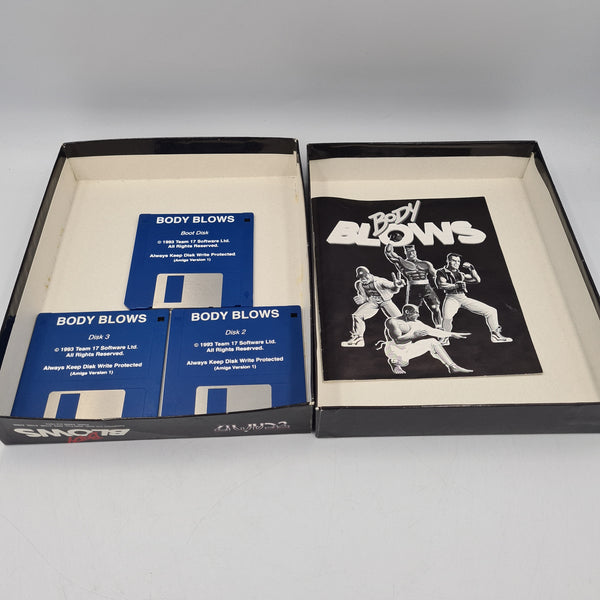 BODY BLOWS
Boot Disk
© 1993 Team 17 Software Ltd.
All Rights Reserved.
Always Keep Disk Write Protected
(Amiga Version 1)
BODY BLOWS
Disk 3
© 1993 Team 17 Software Ltd.
All Rights Reserved.
Always Keep Disk Write Protected
(Amiga Version 1)
BODY BLOWS
Disk 2
© 1993 Team 17 Software Ltd.
All Rights Reserved.
Always Keep Disk Write Protected
(Amiga Version 1)
BODY
BLOWS
BLOWS